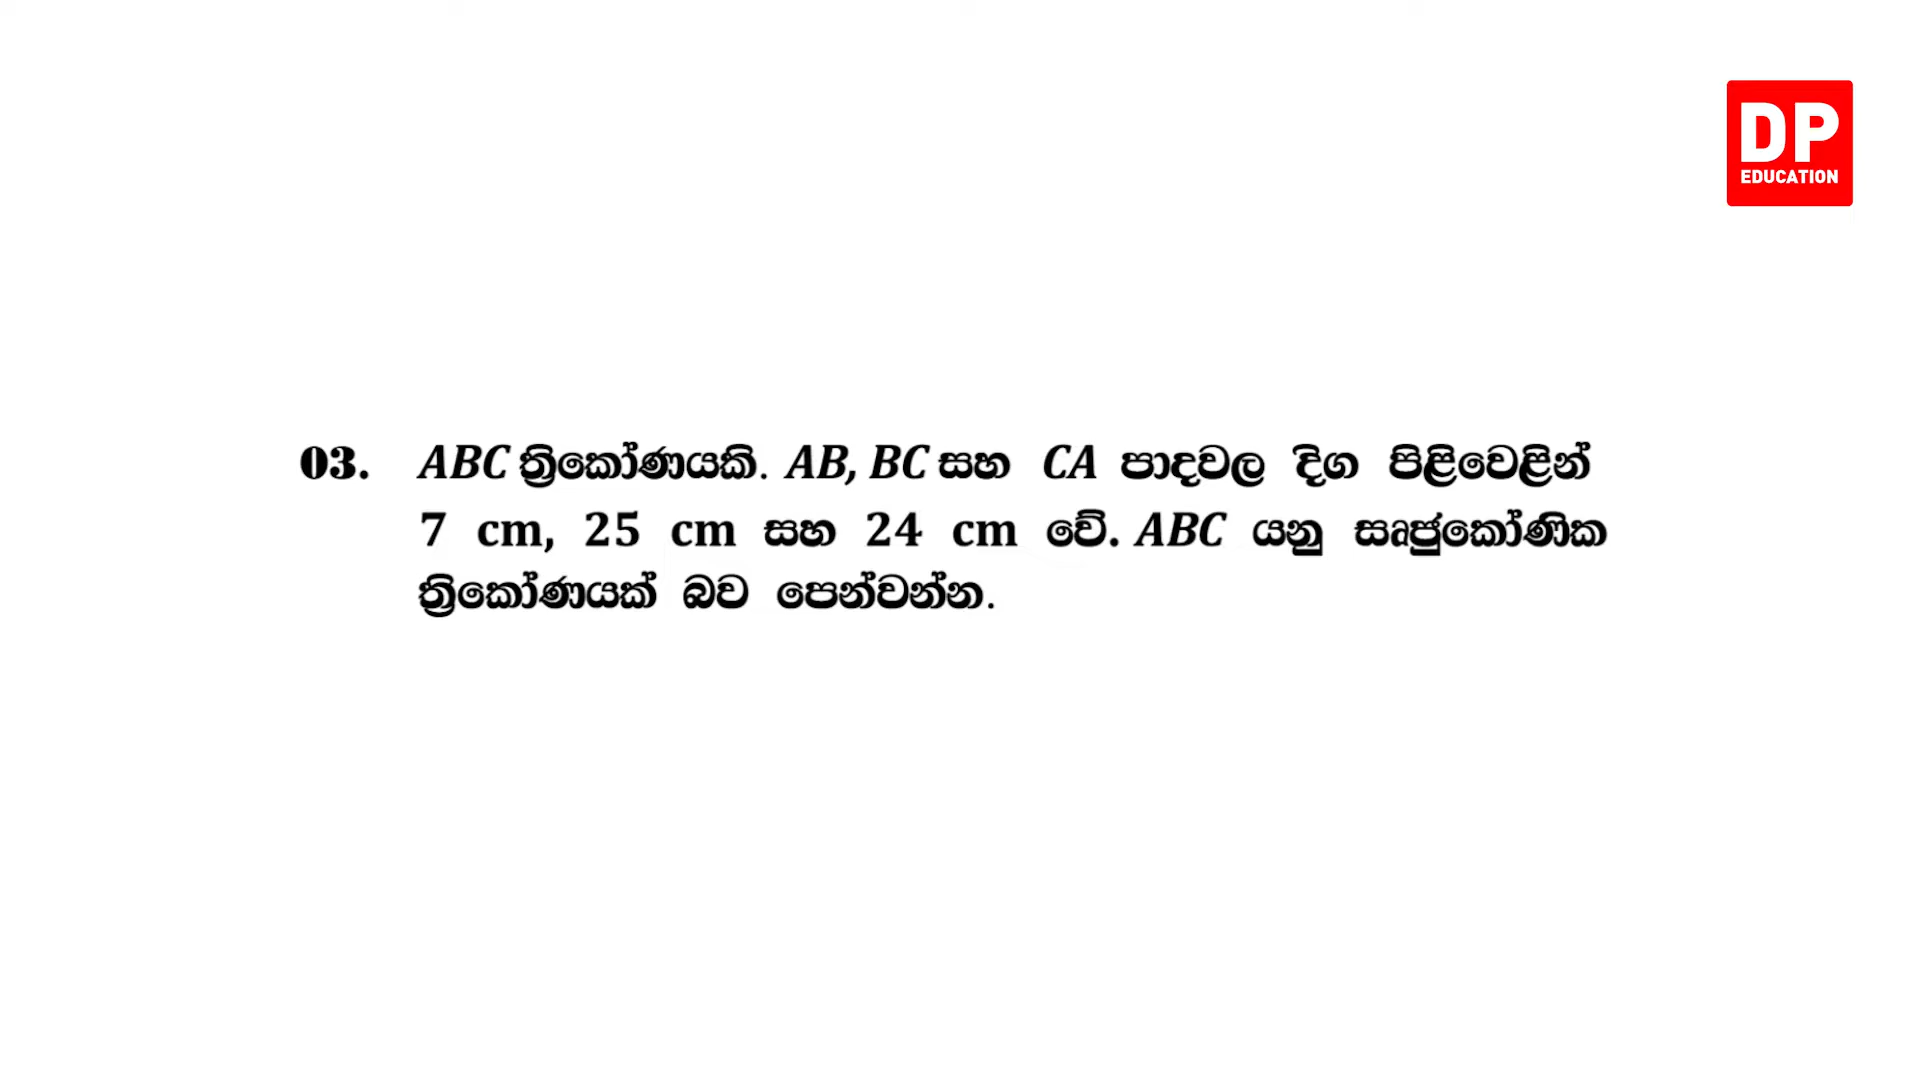 DP
EDUCATION
03. ABC ත්‍රිකෝණයකි. AB, BC සහ CA පාදවල දිග පිළිවෙළින්
7 cm, 25 cm සහ 24 cm වේ. ABC යනු සෘජුකෝණික
ත්‍රිකෝණයක් බව පෙන්වන්න.